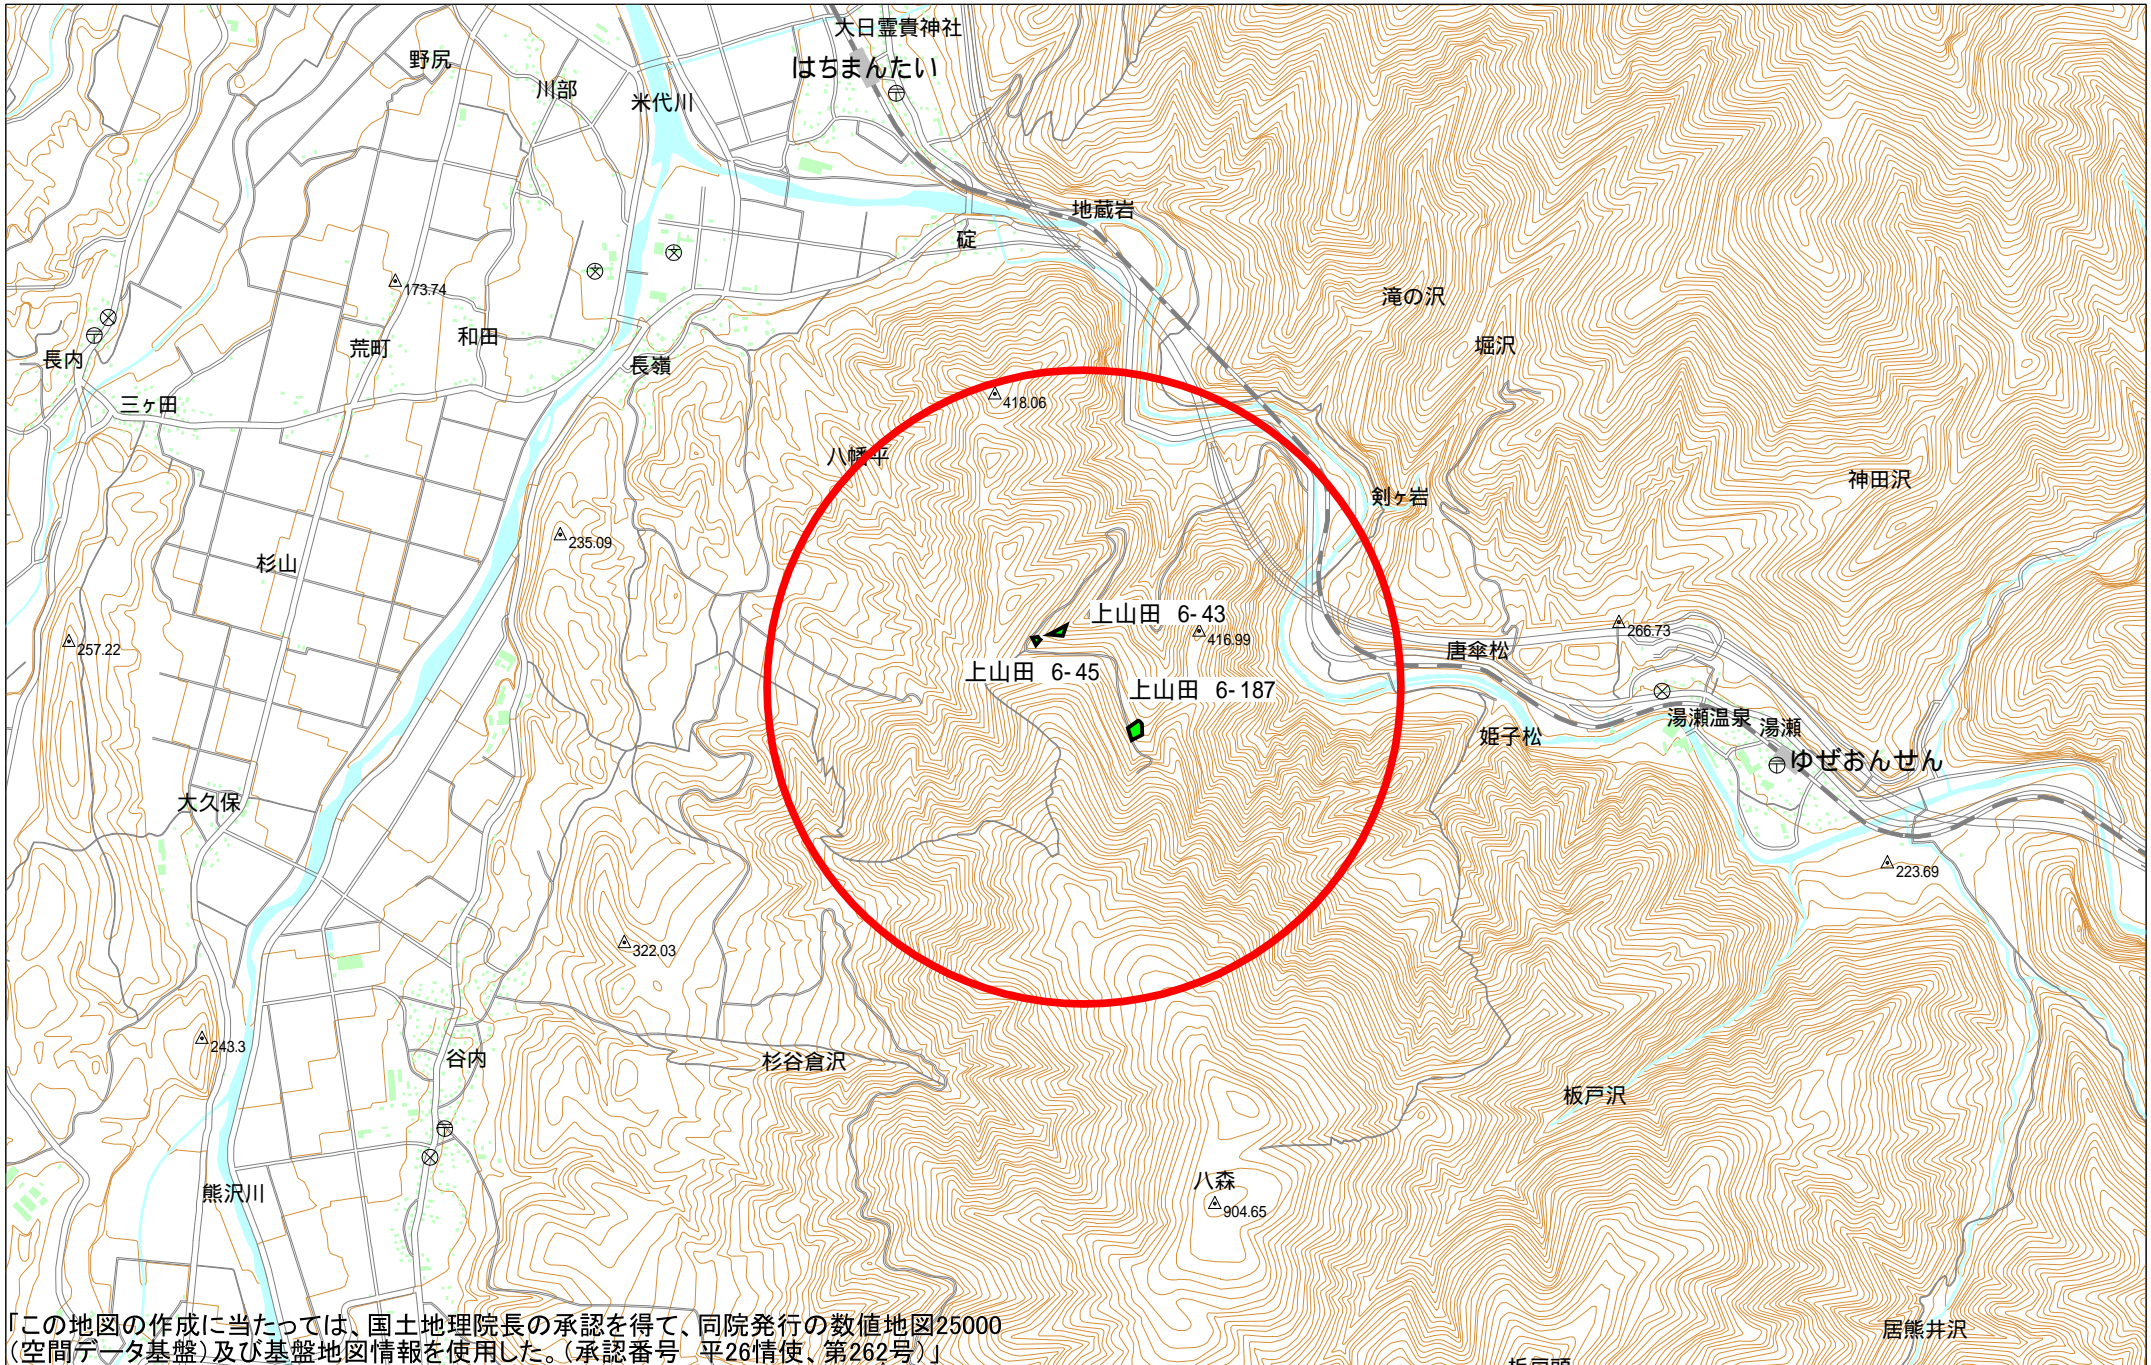 大日霊貴神社
野尻
はちまんたい
川部
米代川
地蔵岩
碇
173.74
滝の沢
和田
荒町
堀沢
長内
長嶺
三ヶ田
418.06
八幡平
神田沢
剣ヶ岩
235.09
杉山
上山田 6-43
266.73
416.99
257.22
唐傘松
上山田 6-45
上山田 6-187
湯瀬温泉
湯瀬
姫子松
ゆぜおんせん
大久保
223.69
322.03
243.3
谷内
杉谷倉沢
板戸沢
八森
熊沢川
904.65
居熊井沢
「この地図の作成に当たっては、国土地理院長の承認を得て、同院発行の数値地図25000
(空間データ基盤)及び基盤地図情報を使用した。(承認番号 平26情使、第262号)」